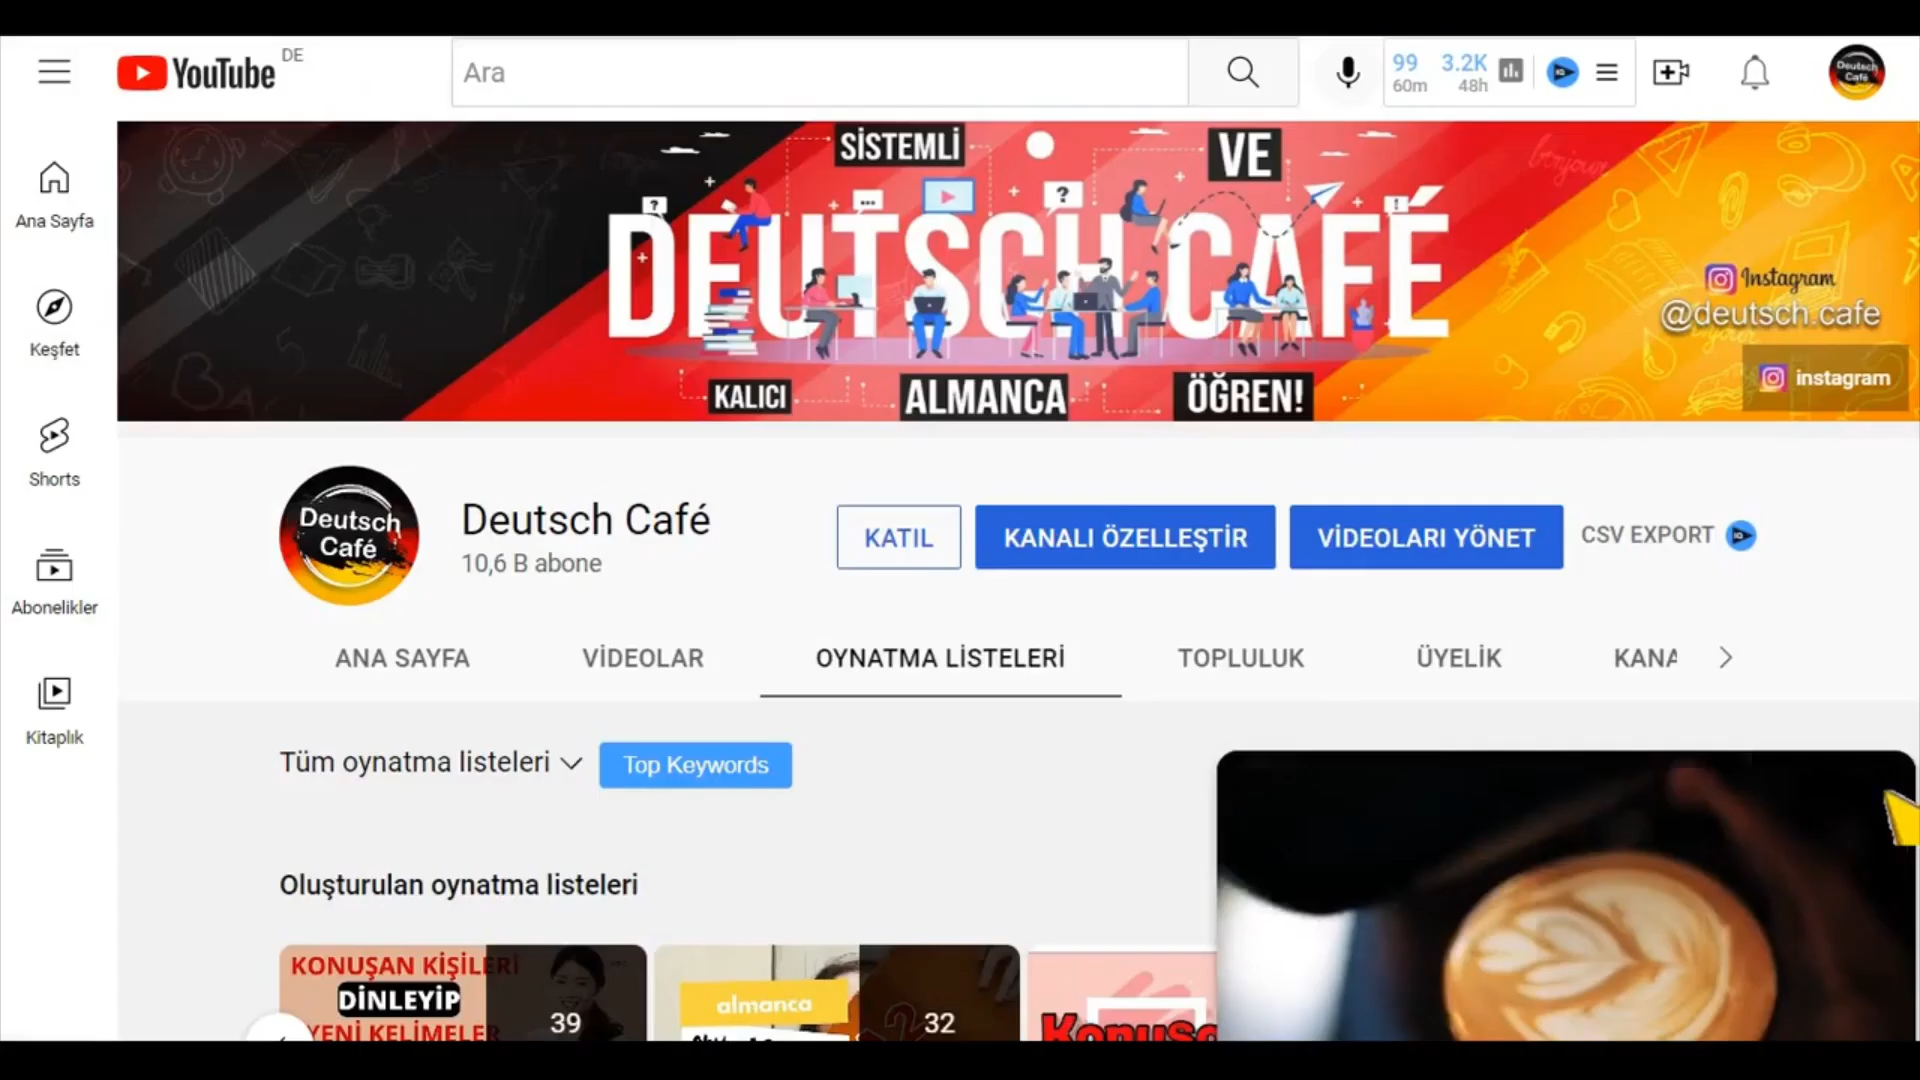 YouTube DE
Ara
99 3.2K
60m 48h
Ana Sayfa
Keşfet
Shorts
Abonelikler
Kitaplık
SİSTEMLİ VE
DEUTSCH CAFÉ
KALICI ALMANCA ÖĞREN!
Instagram
@deutsch.cafe
instagram
Deutsch Café
Deutsch Café
10,6 B abone
KATIL
KANALI ÖZELLEŞTİR
VİDEOLARI YÖNET
CSV EXPORT
ANA SAYFA VİDEOLAR OYNATMA LİSTELERİ TOPLULUK ÜYELİK KANA
Tüm oynatma listeleri Top Keywords
Oluşturulan oynatma listeleri
KONUŞAN KİŞİLERİ
DİNLEYİP
YENİ KELİMELER
39
almanca
32
Konuşa